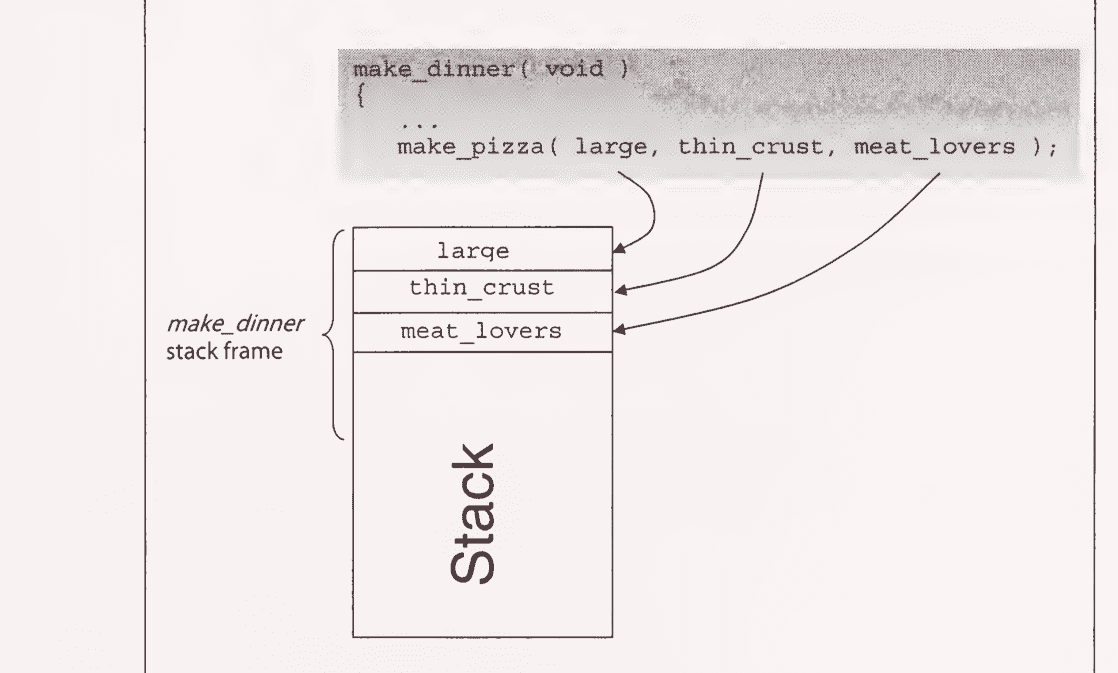 make_dinner( void )
{
...
make_pizza( large, thin_crust, meat_lovers );
large
thin_crust
meat_lovers
make_dinner
stack frame
Stack